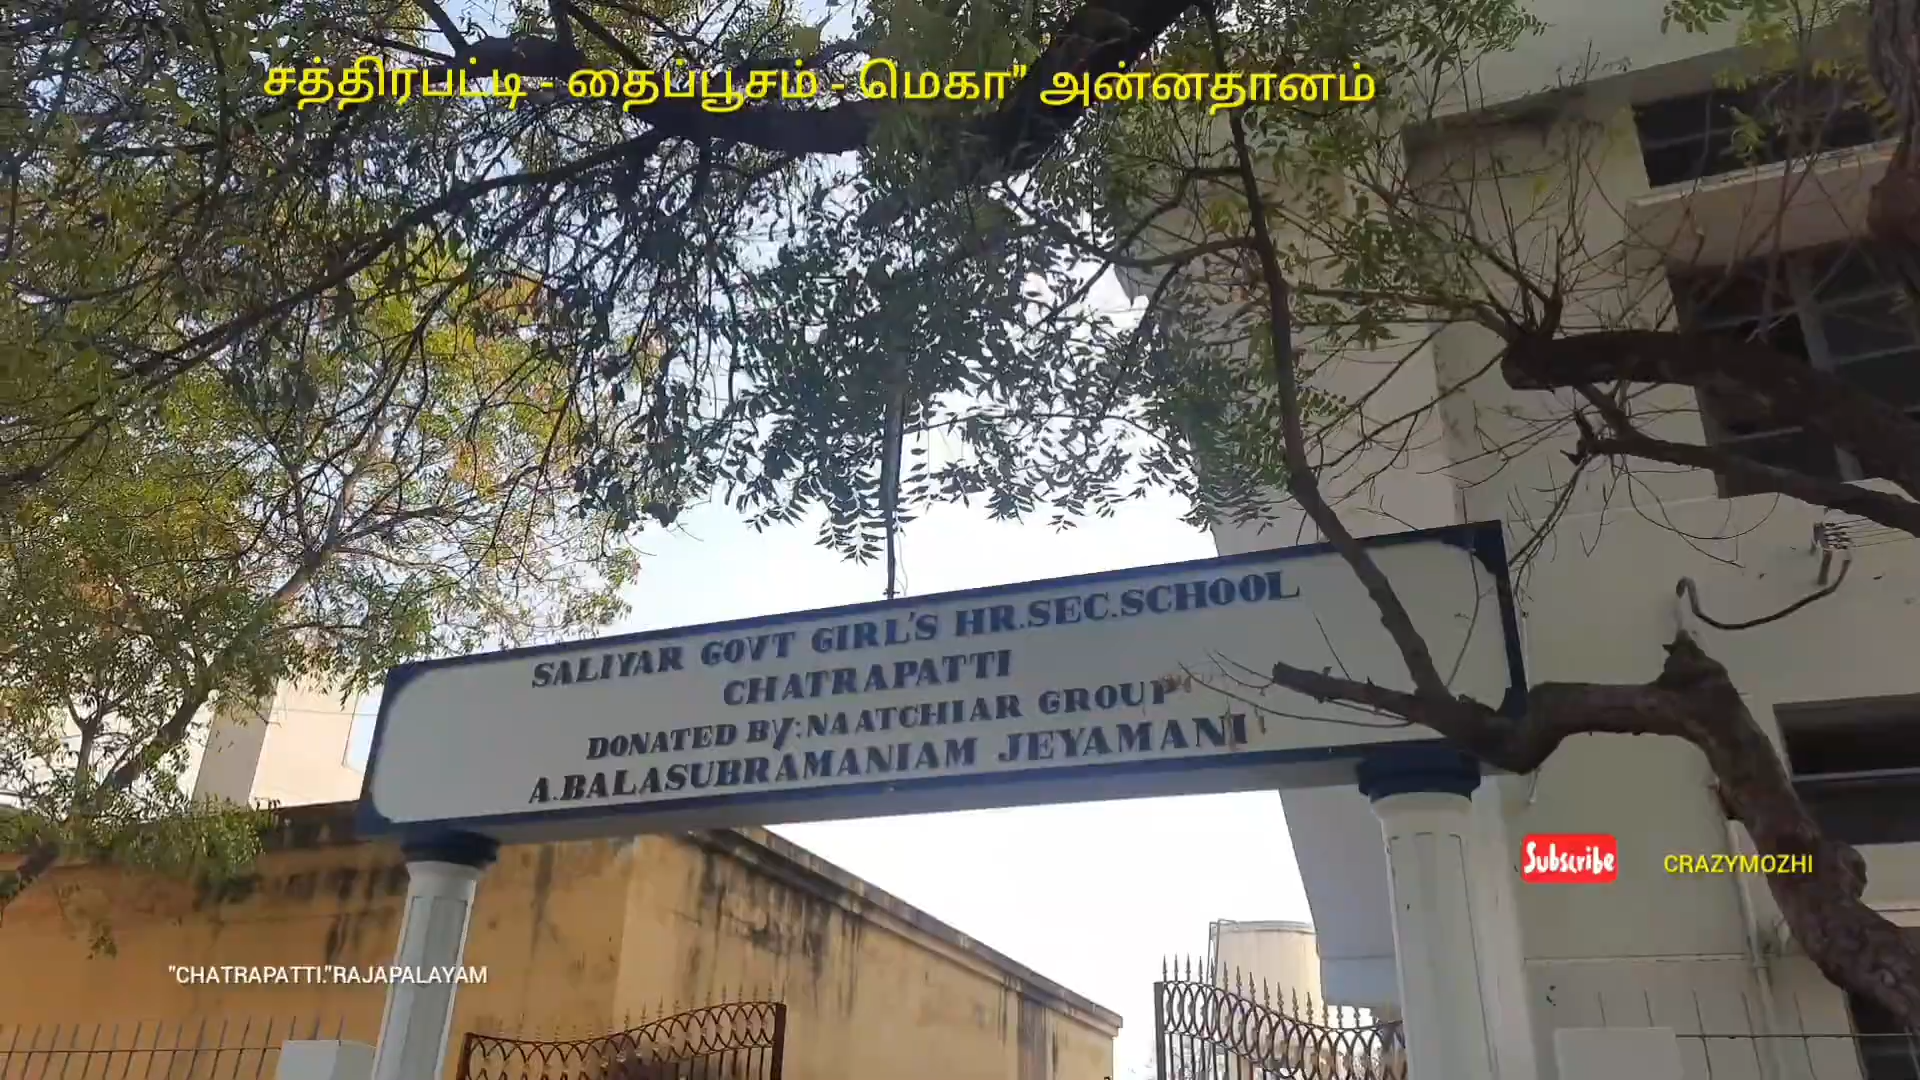 சத்திரபட்டி - தைப்பூசம் - மெகா" அன்னதானம்
SALIYAR GOVT GIRL'S HR.SEC.SCHOOL
CHATRAPATTI
DONATED BY:NAATCHIAR GROUP
A.BALASUBRAMANIAM JEYAMANI
Subscribe
CRAZYMOZHI
"CHATRAPATTI."RAJAPALAYAM